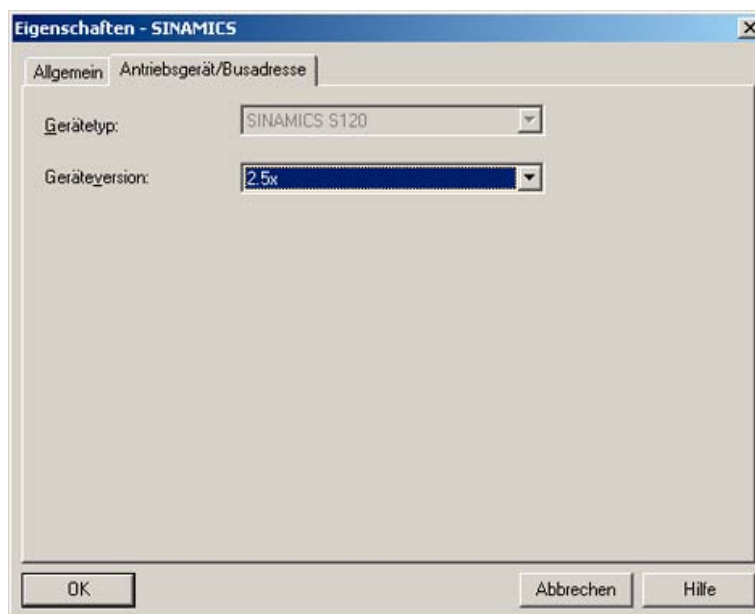 Eigenschaften - SINAMICS
Allgemein Antriebsgerät/Busadresse
Gerätetyp: SINAMICS S120
Geräteversion: 2.5x
OK Abbrechen Hilfe